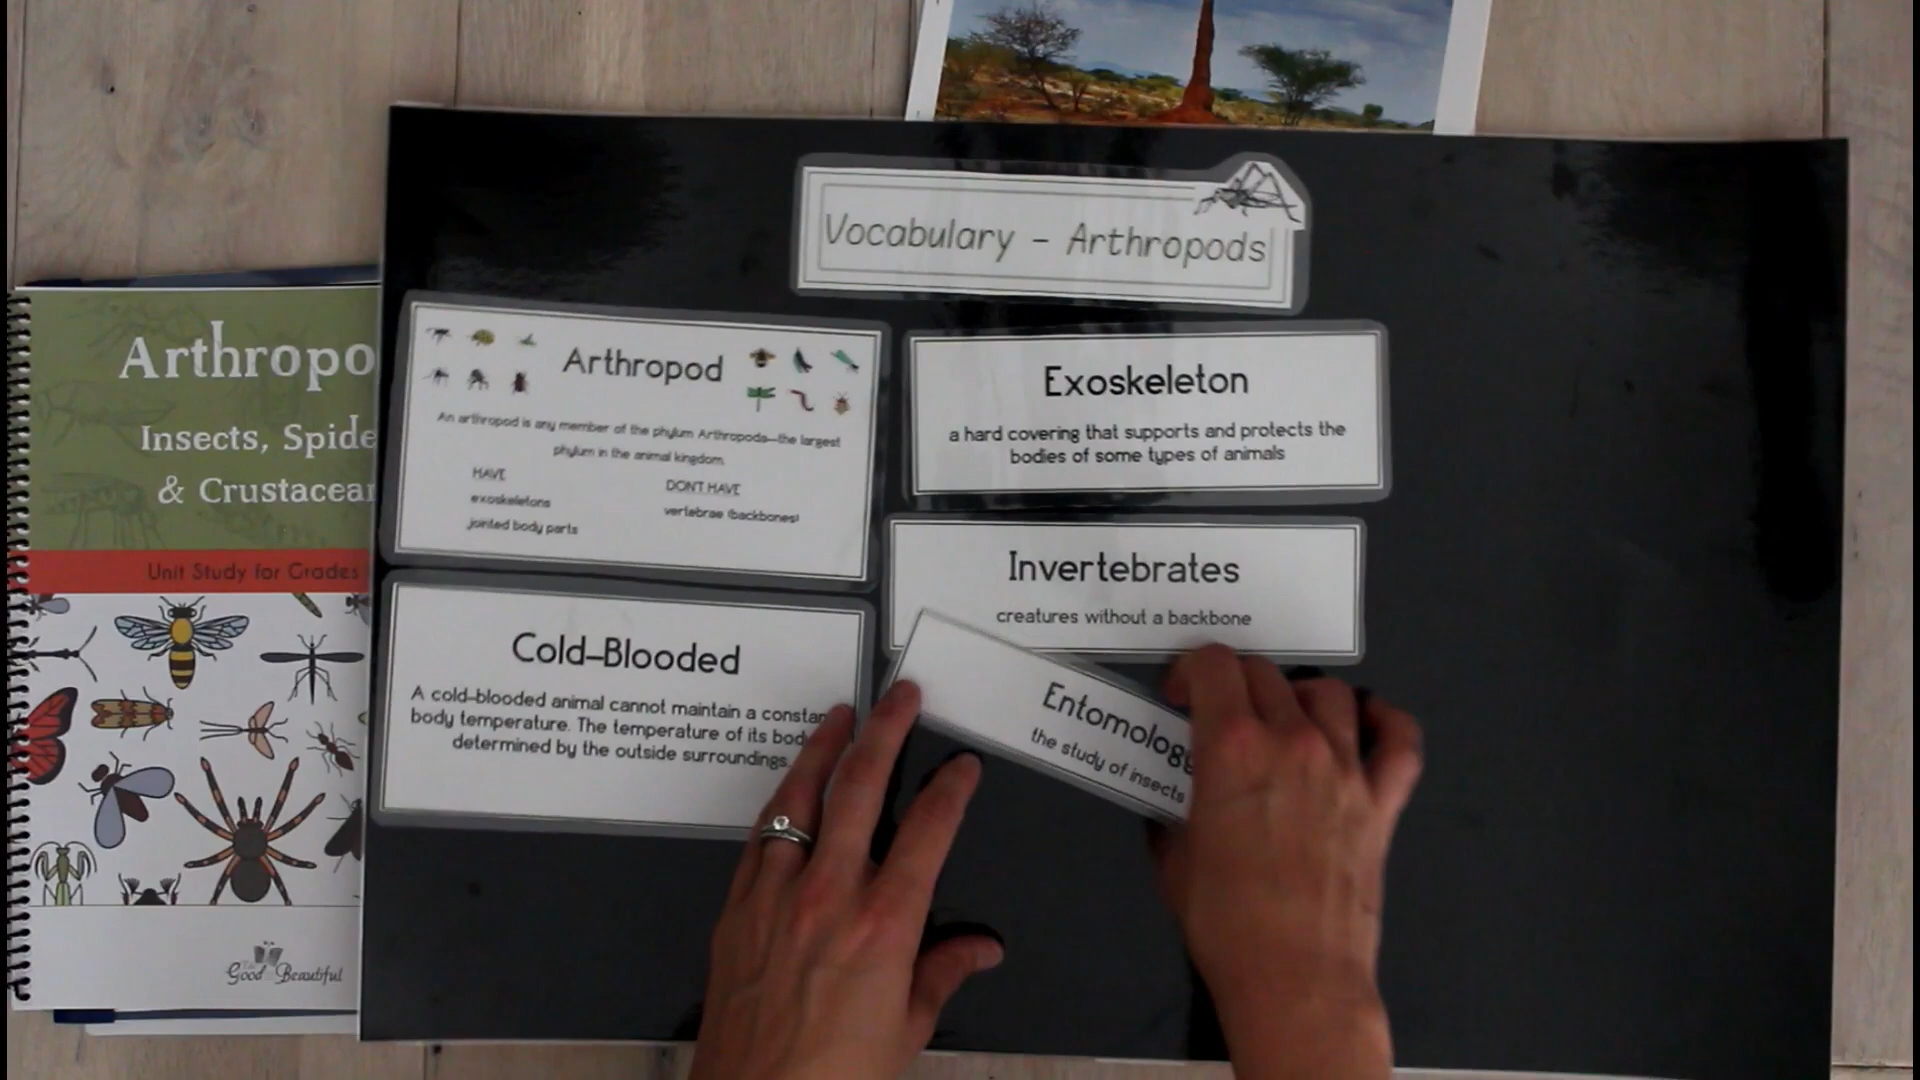 Vocabulary - Arthropods
Arthropod
An arthropod is any member of the phylum Arthropoda—the largest
phylum in the animal kingdom.
HAVE
exoskeletons
jointed body parts
DON'T HAVE
vertebrae (backbones)
Exoskeleton
a hard covering that supports and protects the
bodies of some types of animals
Invertebrates
creatures without a backbone
Cold-Blooded
A cold-blooded animal cannot maintain a constan
body temperature. The temperature of its bod
determined by the outside surroundings.
Entomology
the study of insects
Arthropo
Insects, Spide
& Crustacea
Unit Study for Grades
The
Good & Beautiful